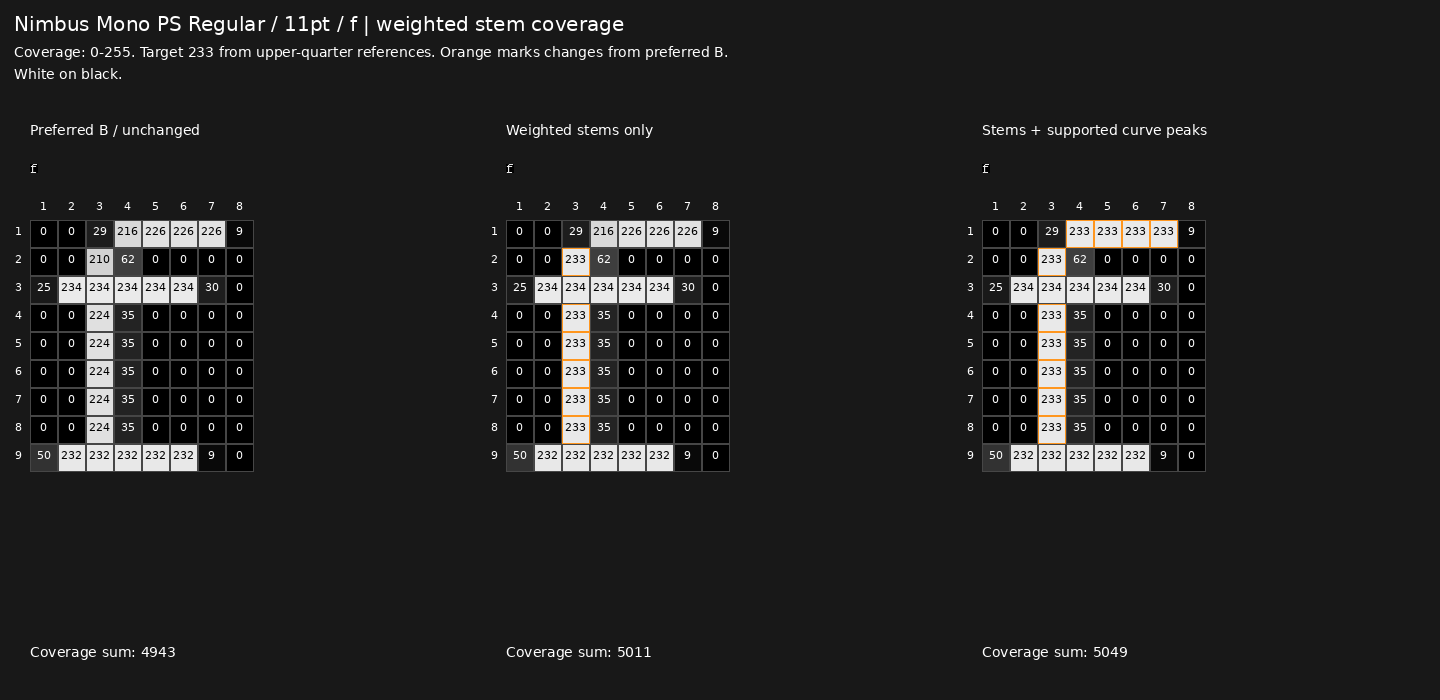 Nimbus Mono PS Regular / 11pt / f | weighted stem coverage
Coverage: 0-255. Target 233 from upper-quarter references. Orange marks changes from preferred B.
White on black.
Preferred B / unchanged
f
1 2 3 4 5 6 7 8
1 0 0 29 216 226 226 226 9
2 0 0 210 62 0 0 0 0
3 25 234 234 234 234 234 30 0
4 0 0 224 35 0 0 0 0
5 0 0 224 35 0 0 0 0
6 0 0 224 35 0 0 0 0
7 0 0 224 35 0 0 0 0
8 0 0 224 35 0 0 0 0
9 50 232 232 232 232 232 9 0
Coverage sum: 4943
Weighted stems only
f
1 2 3 4 5 6 7 8
1 0 0 29 216 226 226 226 9
2 0 0 233 62 0 0 0 0
3 25 234 234 234 234 234 30 0
4 0 0 233 35 0 0 0 0
5 0 0 233 35 0 0 0 0
6 0 0 233 35 0 0 0 0
7 0 0 233 35 0 0 0 0
8 0 0 233 35 0 0 0 0
9 50 232 232 232 232 232 9 0
Coverage sum: 5011
Stems + supported curve peaks
f
1 2 3 4 5 6 7 8
1 0 0 29 233 233 233 233 9
2 0 0 233 62 0 0 0 0
3 25 234 234 234 234 234 30 0
4 0 0 233 35 0 0 0 0
5 0 0 233 35 0 0 0 0
6 0 0 233 35 0 0 0 0
7 0 0 233 35 0 0 0 0
8 0 0 233 35 0 0 0 0
9 50 232 232 232 232 232 9 0
Coverage sum: 5049